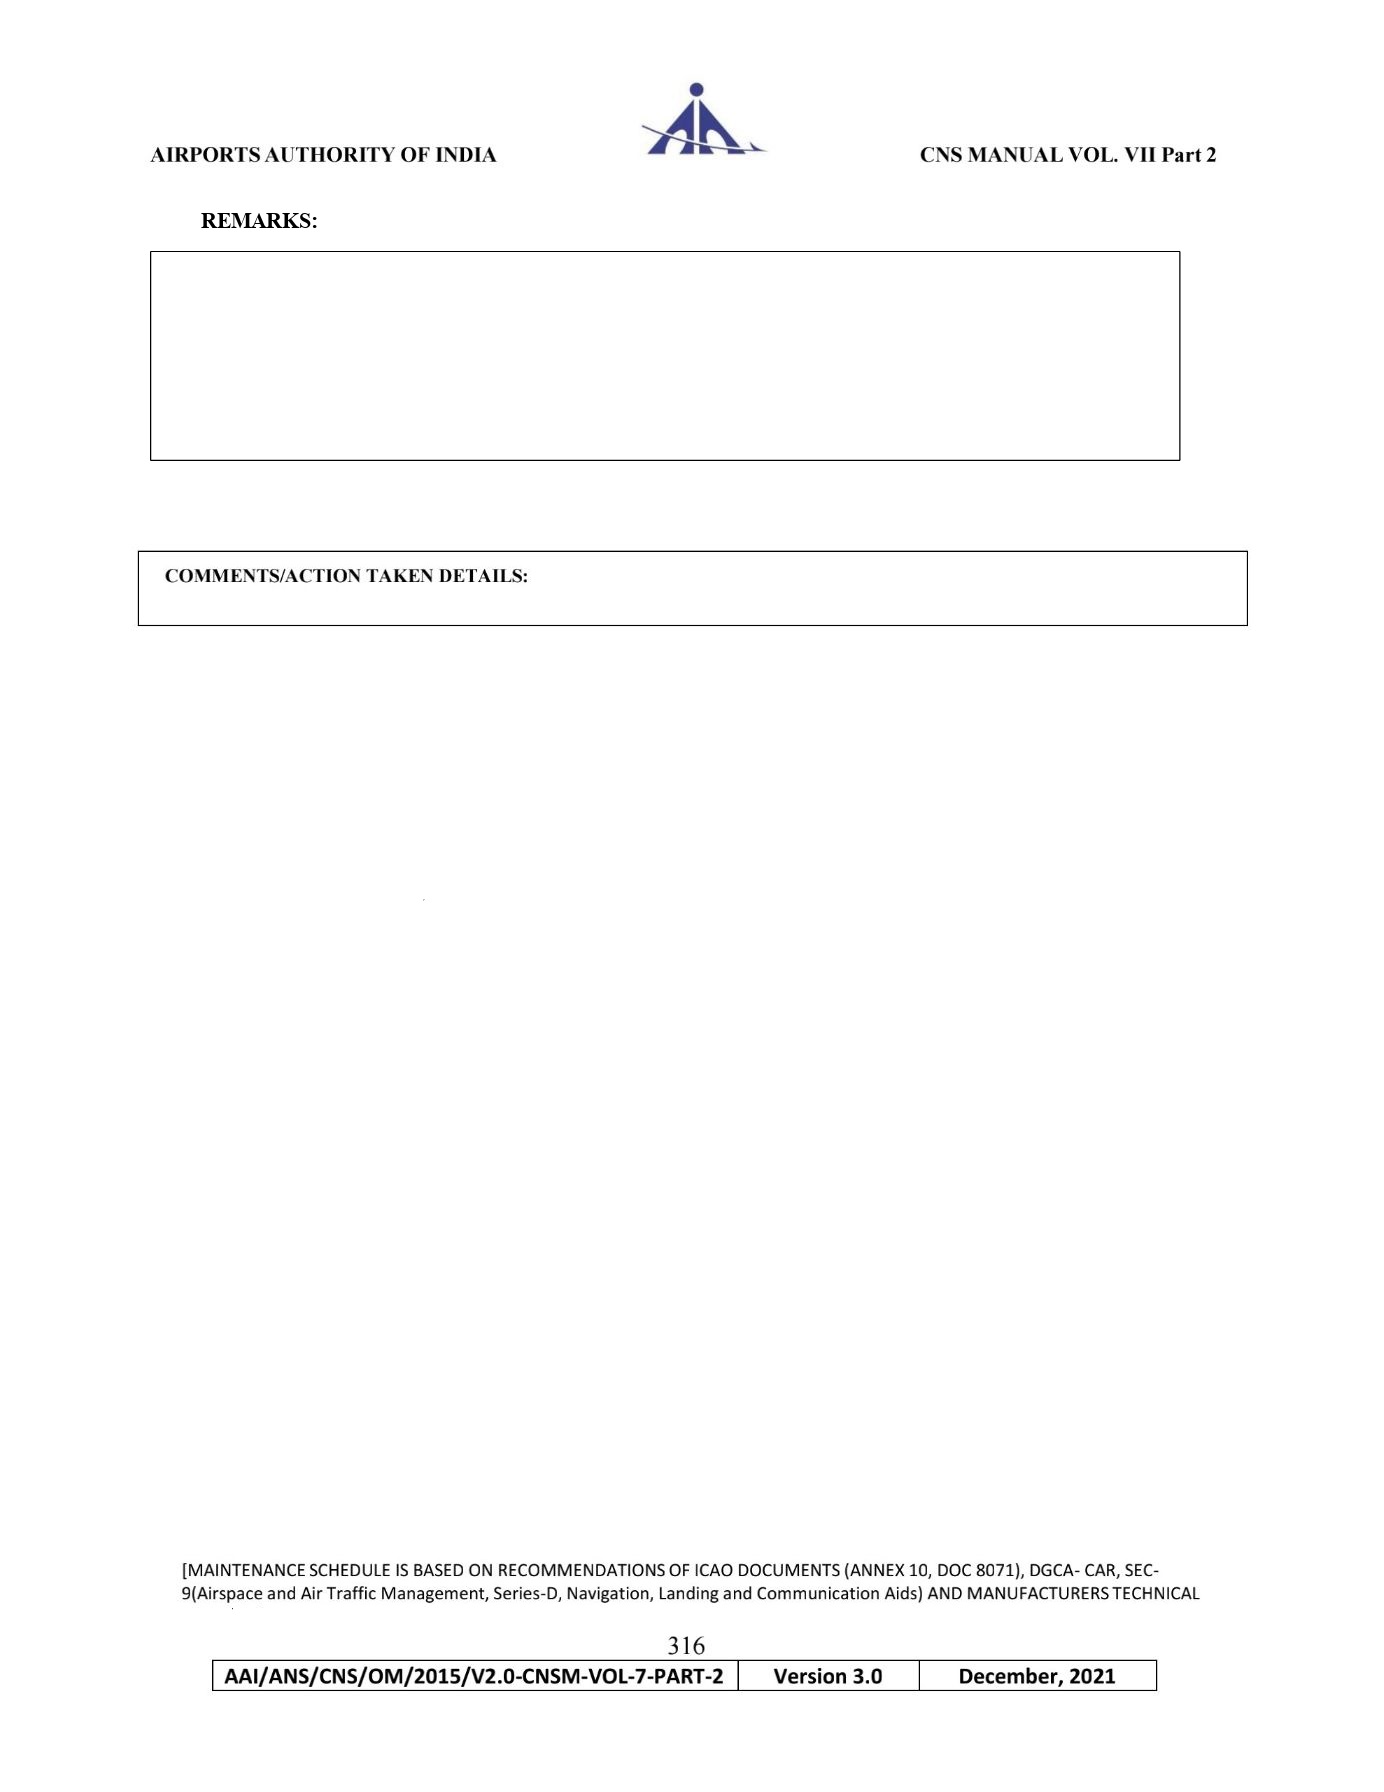 AIRPORTS AUTHORITY OF INDIA
CNS MANUAL VOL. VII Part 2
REMARKS:
COMMENTS/ACTION TAKEN DETAILS:
[MAINTENANCE SCHEDULE IS BASED ON RECOMMENDATIONS OF ICAO DOCUMENTS (ANNEX 10, DOC 8071), DGCA- CAR, SEC-
9(Airspace and Air Traffic Management, Series-D, Navigation, Landing and Communication Aids) AND MANUFACTURERS TECHNICAL
316
AAI/ANS/CNS/OM/2015/V2.0-CNSM-VOL-7-PART-2 Version 3.0 December, 2021